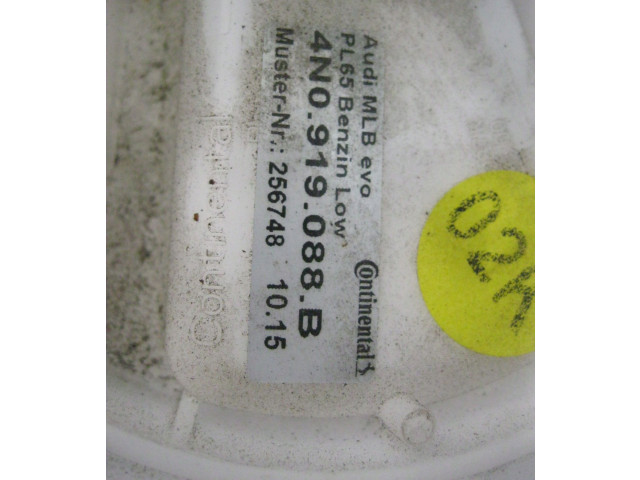 Audi MLB evo
PL65 Benzin Low
4N0.919.088.B
Muster-Nr.: 256748 10.15
Continental
Continental
02K